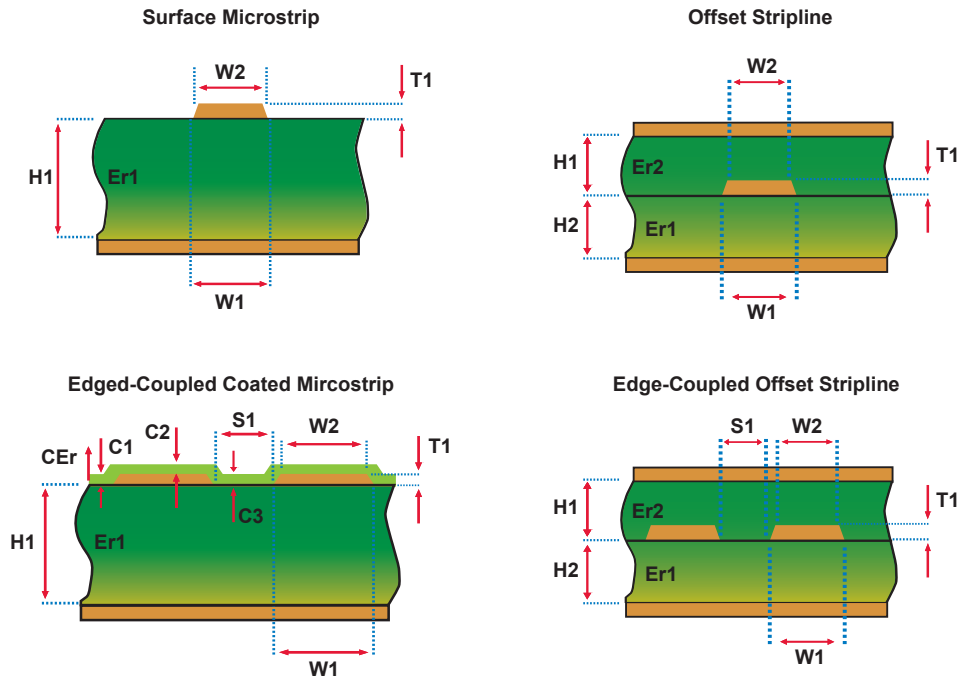 Surface Microstrip
W2
T1
H1
Er1
W1
Offset Stripline
W2
T1
H1
Er2
H2
Er1
W1
Edged-Coupled Coated Mircostrip
S1
W2
C2
C1
CEr
T1
C3
H1
Er1
W1
Edge-Coupled Offset Stripline
S1
W2
T1
H1
Er2
H2
Er1
W1